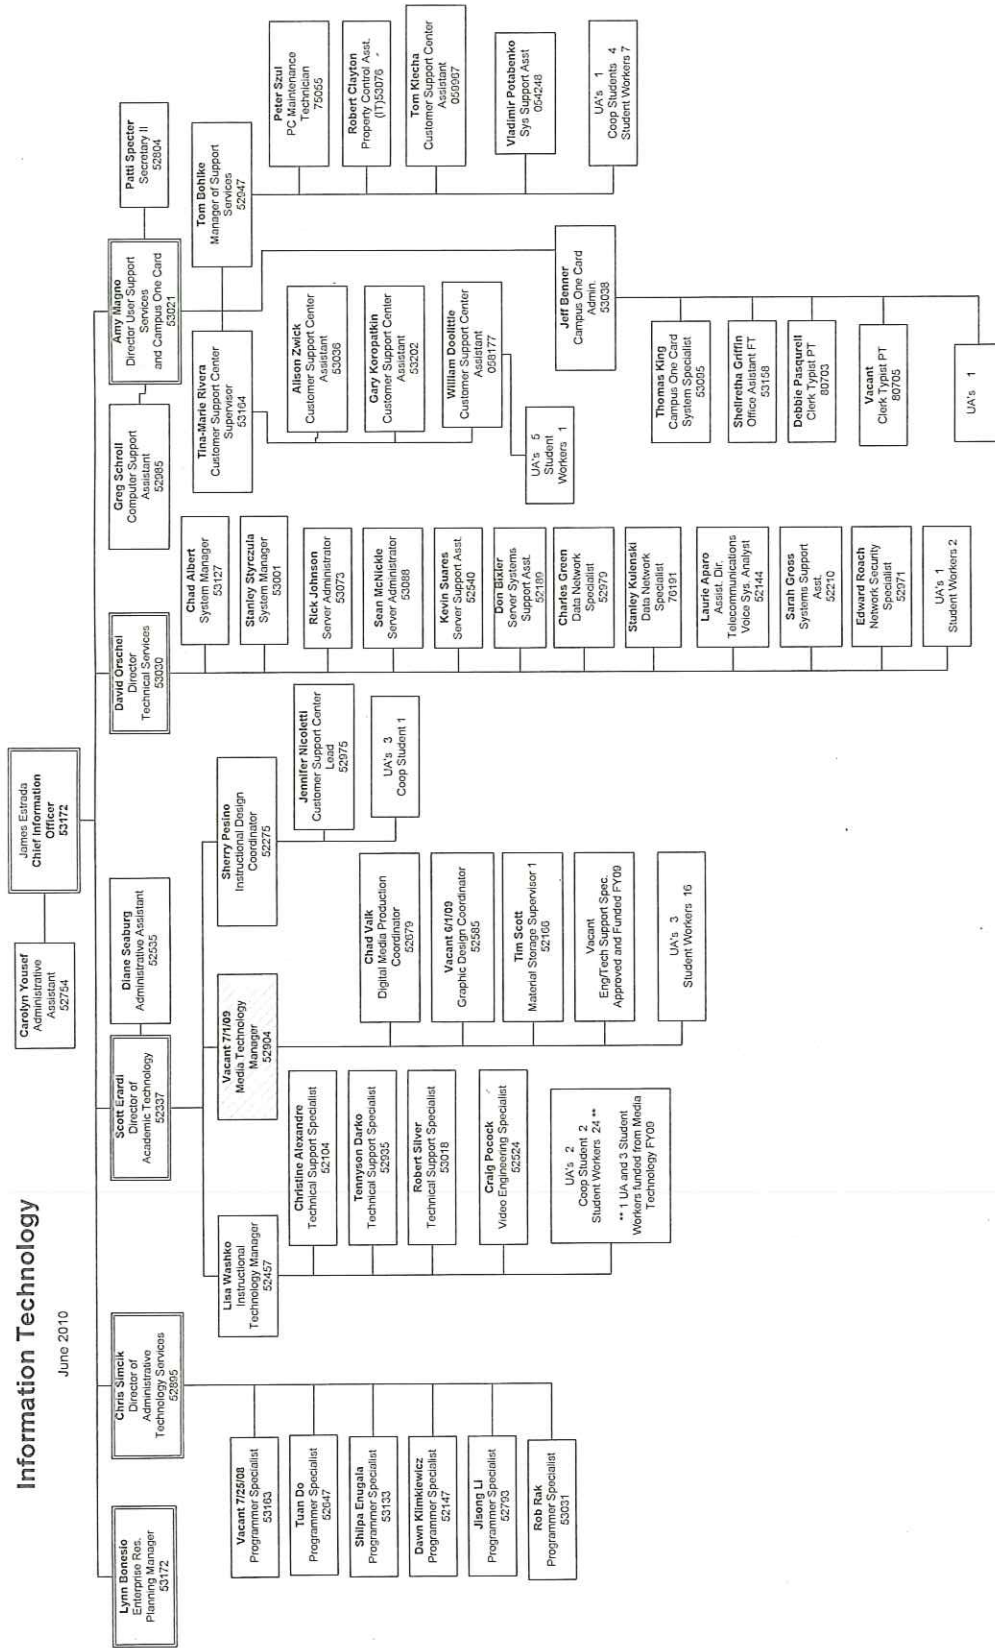 Information Technology
June 2010
James Estrada
Chief Information
Officer
53172
Carolyn Yousef
Administrative
Assistant
52754
Lynn Bonesio
Enterprise Res.
Planning Manager
53172
Chris Simcik
Director of
Administrative
Technology Services
52895
Vacant 7/25/08
Programmer Specialist
53163
Tuan Do
Programmer Specialist
52647
Shilpa Enugala
Programmer Specialist
53133
Dawn Klimkiewicz
Programmer Specialist
52147
Jisong Li
Programmer Specialist
52793
Rob Rak
Programmer Specialist
53031
Scott Erardi
Director of
Academic Technology
52337
Diane Seaburg
Administrative Assistant
52535
Lisa Washko
Instructional
Technology Manager
52457
Christine Alexandre
Technical Support Specialist
52104
Tennyson Darko
Technical Support Specialist
52935
Robert Silver
Technical Support Specialist
53018
Craig Pocock
Video Engineering Specialist
52524
UA's 2
Coop Student 2
Student Workers 24 **
** 1 UA and 3 Student
Workers funded from Media
Technology FY09
Vacant 7/1/09
Media Technology
Manager
52904
Chad Valk
Digital Media Production
Coordinator
52679
Vacant 6/1/09
Graphic Design Coordinator
52585
Tim Scott
Material Storage Supervisor 1
52166
Vacant
Eng/Tech Support Spec.
Approved and Funded FY09
UA's 3
Student Workers 16
Sherry Pesino
Instructional Design
Coordinator
52275
Jennifer Nicoletti
Customer Support Center
Lead
52975
UA's 3
Coop Student 1
David Orschel
Director
Technical Services
53030
Chad Albert
System Manager
53127
Stanley Styrczula
System Manager
53001
Rick Johnson
Server Administrator
53073
Sean McNickle
Server Administrator
53088
Kevin Suares
Server Support Asst.
52540
Don Bixler
Server Systems
Support Asst.
52189
Charles Green
Data Network
Specialist
52979
Stanley Kulenski
Data Network
Specialist
76191
Laurie Aparo
Assist. Dir.
Telecommunications
Voice Sys. Analyst
52144
Sarah Gross
Systems Support
Asst.
52210
Edward Roach
Network Security
Specialist
52971
UA's 1
Student Workers 2
Amy Magno
Director User Support
Services
and Campus One Card
53021
Greg Schroll
Computer Support
Assistant
52985
Patti Specter
Secretary II
52804
Tina-Marie Rivera
Customer Support Center
Supervisor
53164
Alison Zwick
Customer Support Center
Assistant
53036
Gary Koropatkin
Customer Support Center
Assistant
53202
William Doolittle
Customer Support Center
Assistant
058177
UA's 5
Student
Workers 1
Tom Bohlke
Manager of Support
Services
52947
Peter Szul
PC Maintenance
Technician
75055
Robert Clayton
Property Control Asst.
(IT)53076
Tom Klecha
Customer Support Center
Assistant
059967
Vladimir Potabenko
Sys Support Asst
054248
UA's 1
Coop Students 4
Student Workers 7
Jeff Benner
Campus One Card
Admin.
53038
Thomas King
Campus One Card
System Specialist
53095
Shellretha Griffin
Office Asistant FT
53158
Debbie Pasqurell
Clerk Typist PT
80703
Vacant
Clerk Typist PT
80705
UA's 1